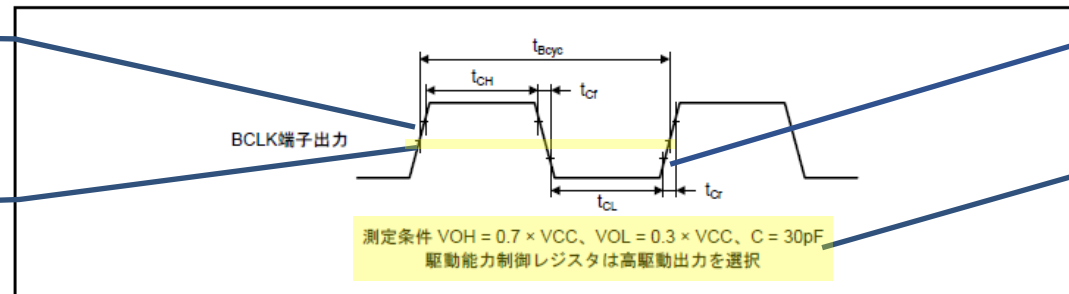 tBcyc
tCH
tCf
BCLK端子出力
tCL
tCr
測定条件 VOH = 0.7 × VCC、VOL = 0.3 × VCC、C = 30pF
駆動能力制御レジスタは高駆動出力を選択